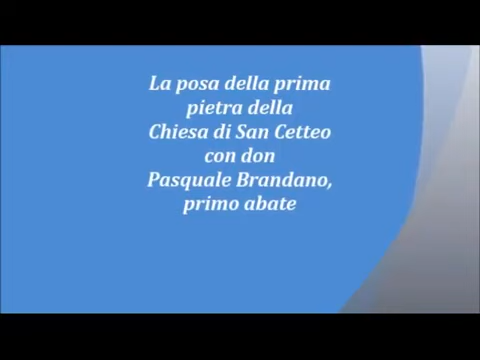 La posa della prima
pietra della
Chiesa di San Cetteo
con don
Pasquale Brandano,
primo abate